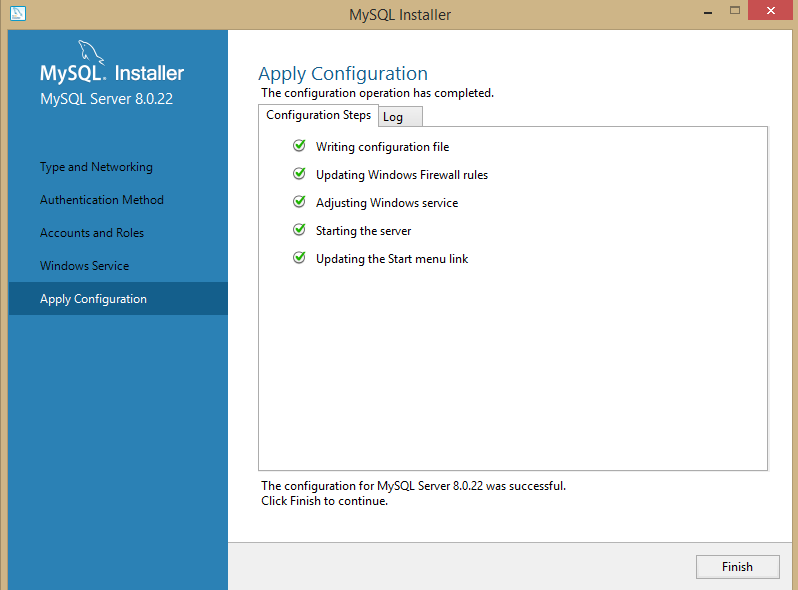 MySQL Installer
MySQL. Installer
MySQL Server 8.0.22
Type and Networking
Authentication Method
Accounts and Roles
Windows Service
Apply Configuration
Apply Configuration
The configuration operation has completed.
Configuration Steps Log
Writing configuration file
Updating Windows Firewall rules
Adjusting Windows service
Starting the server
Updating the Start menu link
The configuration for MySQL Server 8.0.22 was successful.
Click Finish to continue.
Finish